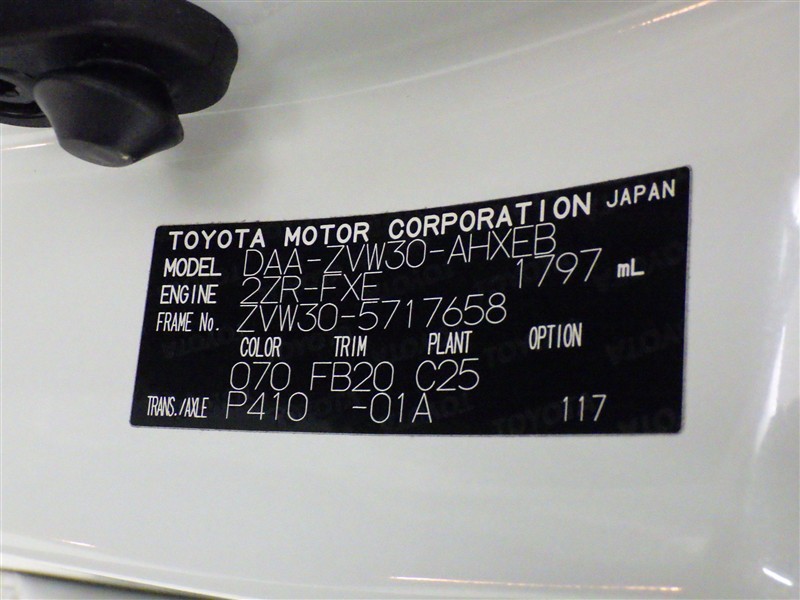 TOYOTA MOTOR CORPORATION JAPAN
MODEL DAA-ZVW30-AHXEB
ENGINE 2ZR-FXE 1797 mL
FRAME No. ZVW30-5717658
COLOR TRIM PLANT OPTION
070 FB20 C25
TRANS./AXLE P410 -01A 117